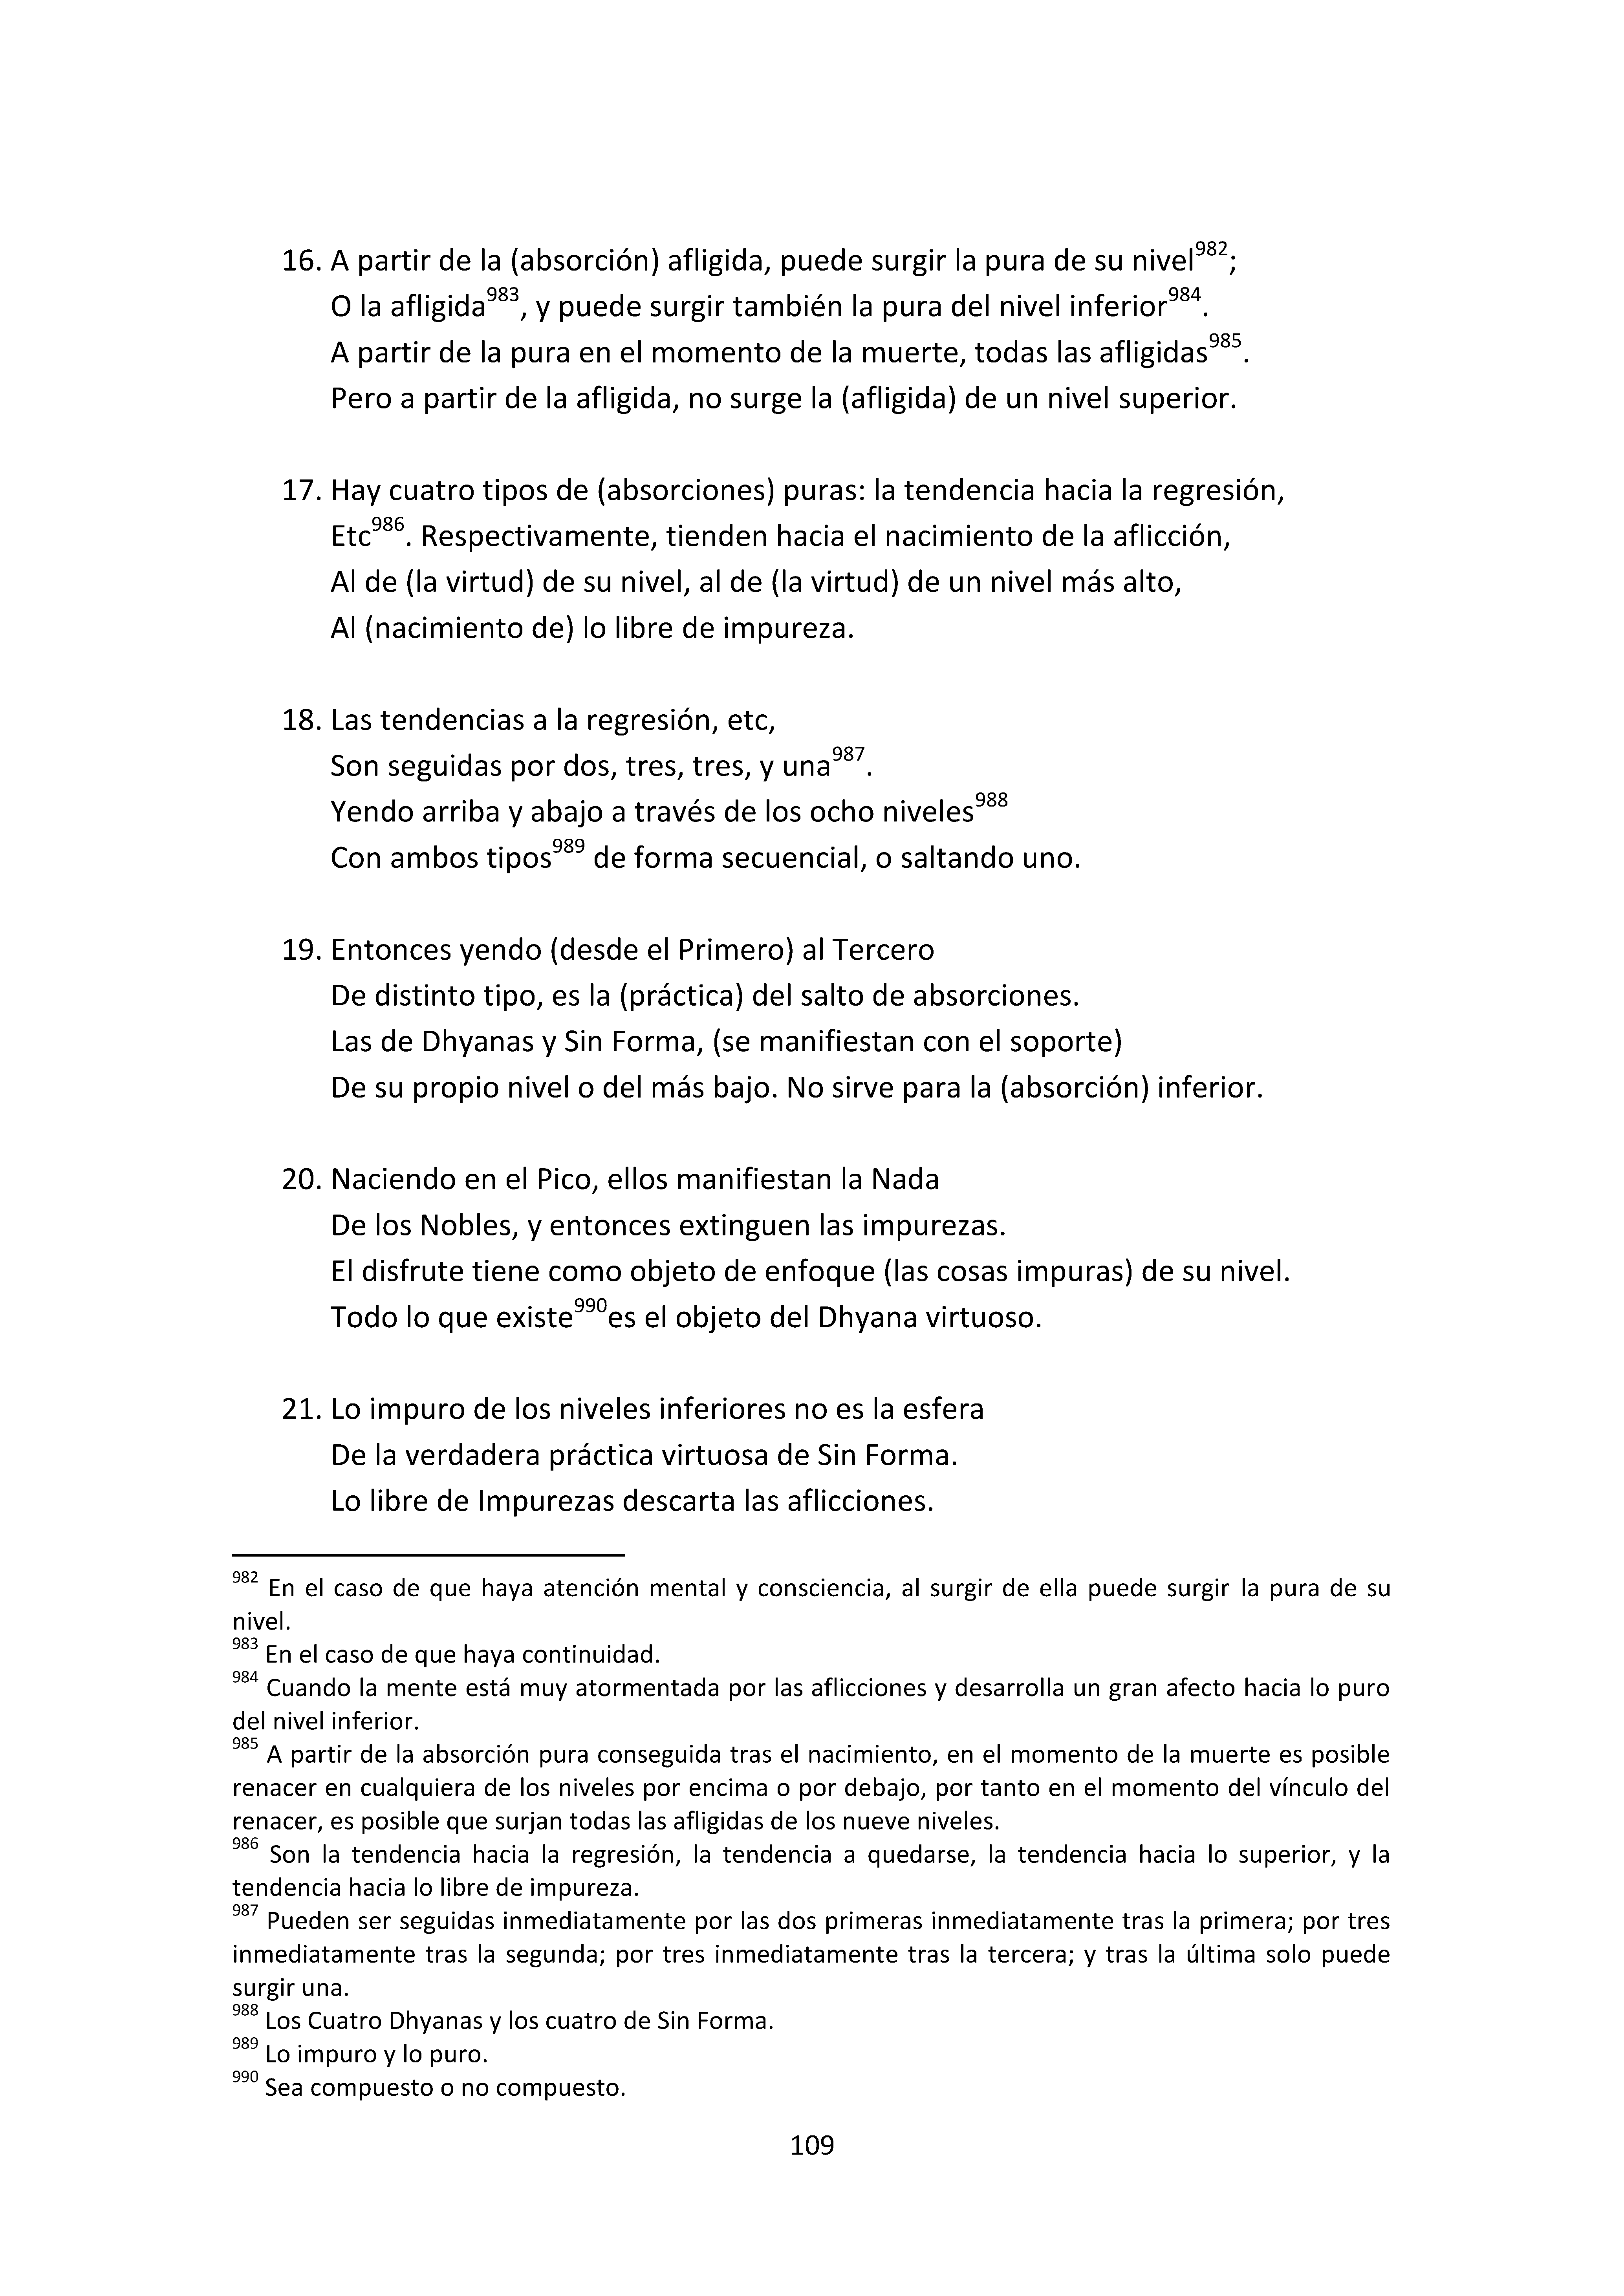 16. A partir de la (absorción) afligida, puede surgir la pura de su nivel982;
O la afligida983, y puede surgir también la pura del nivel inferior984.
A partir de la pura en el momento de la muerte, todas las afligidas985.
Pero a partir de la afligida, no surge la (afligida) de un nivel superior.
17. Hay cuatro tipos de (absorciones) puras: la tendencia hacia la regresión,
Etc986. Respectivamente, tienden hacia el nacimiento de la aflicción,
Al de (la virtud) de su nivel, al de (la virtud) de un nivel más alto,
Al (nacimiento de) lo libre de impureza.
18. Las tendencias a la regresión, etc,
Son seguidas por dos, tres, tres, y una987.
Yendo arriba y abajo a través de los ocho niveles988
Con ambos tipos989 de forma secuencial, o saltando uno.
19. Entonces yendo (desde el Primero) al Tercero
De distinto tipo, es la (práctica) del salto de absorciones.
Las de Dhyanas y Sin Forma, (se manifiestan con el soporte)
De su propio nivel o del más bajo. No sirve para la (absorción) inferior.
20. Naciendo en el Pico, ellos manifiestan la Nada
De los Nobles, y entonces extinguen las impurezas.
El disfrute tiene como objeto de enfoque (las cosas impuras) de su nivel.
Todo lo que existe990es el objeto del Dhyana virtuoso.
21. Lo impuro de los niveles inferiores no es la esfera
De la verdadera práctica virtuosa de Sin Forma.
Lo libre de Impurezas descarta las aflicciones.
982 En el caso de que haya atención mental y consciencia, al surgir de ella puede surgir la pura de su
nivel.
983 En el caso de que haya continuidad.
984 Cuando la mente está muy atormentada por las aflicciones y desarrolla un gran afecto hacia lo puro
del nivel inferior.
985 A partir de la absorción pura conseguida tras el nacimiento, en el momento de la muerte es posible
renacer en cualquiera de los niveles por encima o por debajo, por tanto en el momento del vínculo del
renacer, es posible que surjan todas las afligidas de los nueve niveles.
986 Son la tendencia hacia la regresión, la tendencia a quedarse, la tendencia hacia lo superior, y la
tendencia hacia lo libre de impureza.
987 Pueden ser seguidas inmediatamente por las dos primeras inmediatamente tras la primera; por tres
inmediatamente tras la segunda; por tres inmediatamente tras la tercera; y tras la última solo puede
surgir una.
988 Los Cuatro Dhyanas y los cuatro de Sin Forma.
989 Lo impuro y lo puro.
990 Sea compuesto o no compuesto.
109